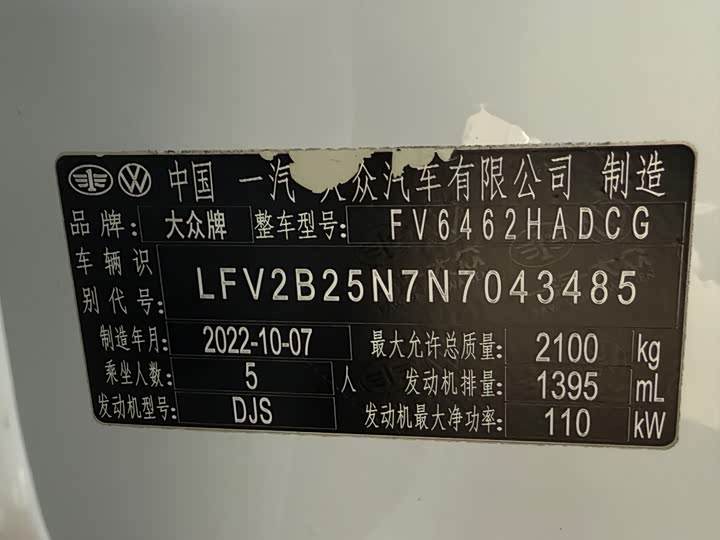 中国 一汽 大众汽车有限公司 制造
品牌: 大众牌 整车型号: FV6462HADCG
车辆识别代号: LFV2B25N7N7043485
制造年月: 2022-10-07 最大允许总质量: 2100 kg
乘坐人数: 5 人 发动机排量: 1395 mL
发动机型号: DJS 发动机最大净功率: 110 kW